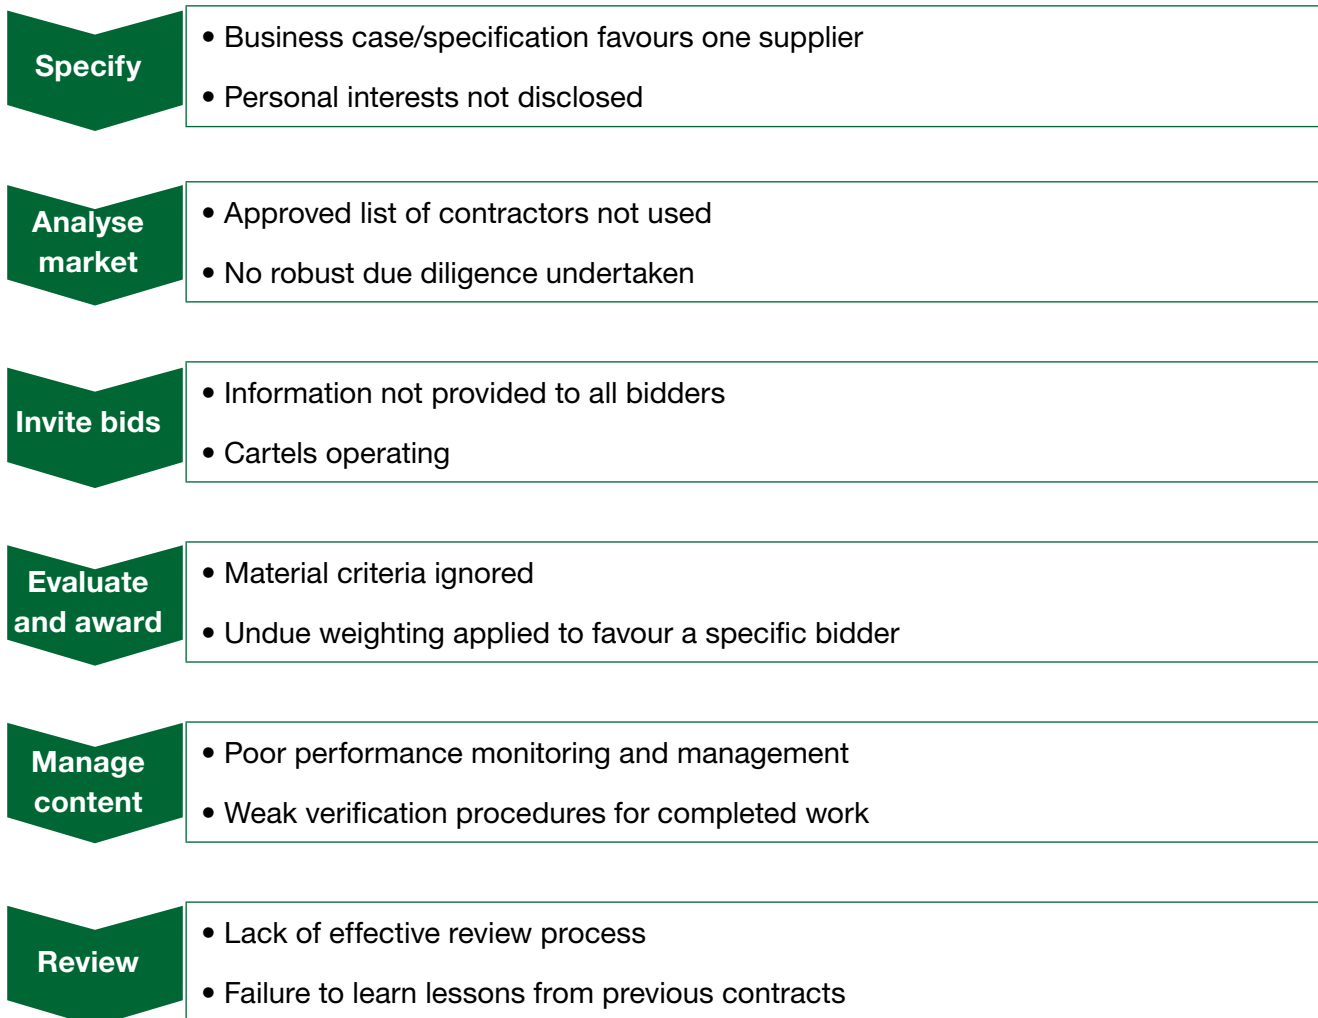 Specify
• Business case/specification favours one supplier
• Personal interests not disclosed
Analyse
market
• Approved list of contractors not used
• No robust due diligence undertaken
Invite bids
• Information not provided to all bidders
• Cartels operating
Evaluate
and award
• Material criteria ignored
• Undue weighting applied to favour a specific bidder
Manage
content
• Poor performance monitoring and management
• Weak verification procedures for completed work
Review
• Lack of effective review process
• Failure to learn lessons from previous contracts